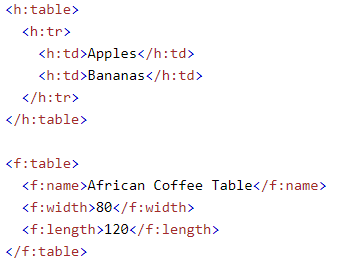 <h:table>
  <h:tr>
    <h:td>Apples</h:td>
    <h:td>Bananas</h:td>
  </h:tr>
</h:table>

<f:table>
  <f:name>African Coffee Table</f:name>
  <f:width>80</f:width>
  <f:length>120</f:length>
</f:table>